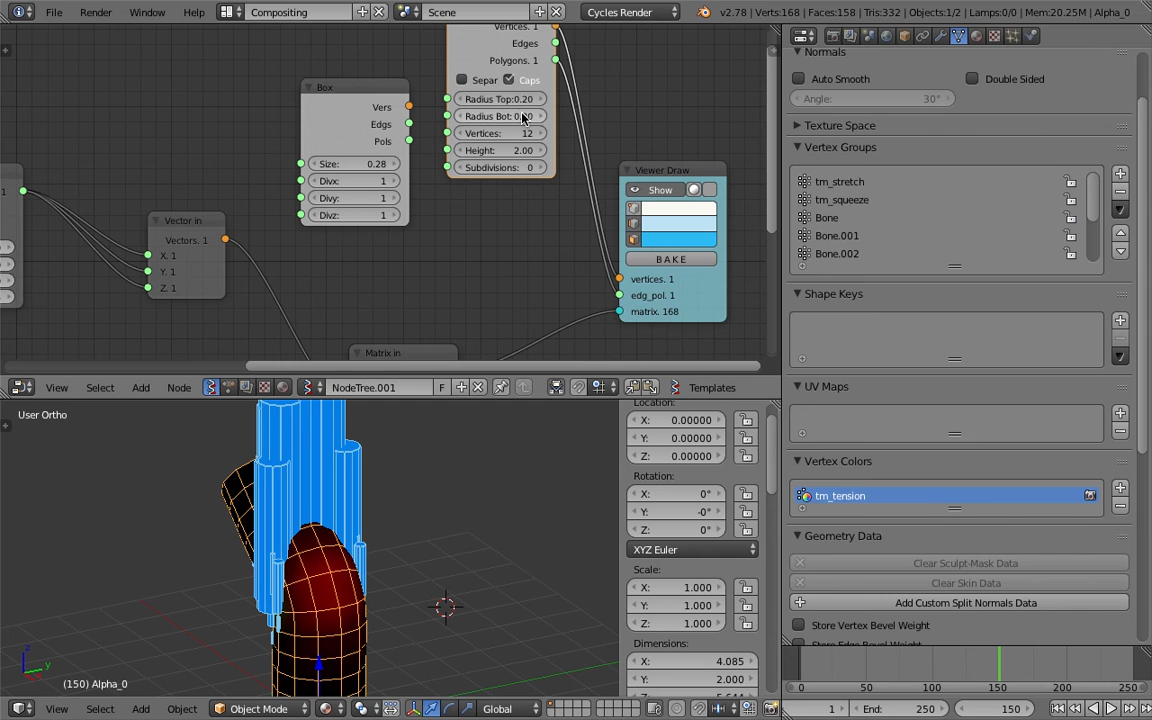 File Render Window Help Compositing Scene Cycles Render v2.78 | Verts:168 | Faces:158 | Tris:332 | Objects:1/2 | Lamps:0/0 | Mem:20.25M | Alpha_0
Vertices. 1
Edges
Polygons. 1
Separ Caps
Radius Top:0.20
Vertices: 12
Height: 2.00
Subdivisions: 0
Box
Vers
Edgs
Pols
Size: 0.28
Divx: 1
Divy: 1
Divz: 1
Vector in
Vectors. 1
X. 1
Y. 1
Z. 1
Viewer Draw
Show
BAKE
vertices. 1
edg_pol. 1
matrix. 168
Matrix in
View Select Add Node NodeTree.001 F Templates
User Ortho
(150) Alpha_0
Location:
X: 0.00000
Y: 0.00000
Z: 0.00000
Rotation:
X: 0°
Y: -0°
Z: 0°
XYZ Euler
Scale:
X: 1.000
Y: 1.000
Z: 1.000
Dimensions:
X: 4.085
Y: 2.000
View Select Add Object Object Mode Global
Normals
Auto Smooth Double Sided
Angle: 30°
Texture Space
Vertex Groups
tm_stretch
tm_squeeze
Bone
Bone.001
Bone.002
Shape Keys
UV Maps
Vertex Colors
tm_tension
Geometry Data
Clear Sculpt-Mask Data
Clear Skin Data
Add Custom Split Normals Data
Store Vertex Bevel Weight
Store Edge Bevel Weight
0 50 100 150 200 250
1 End: 250 150